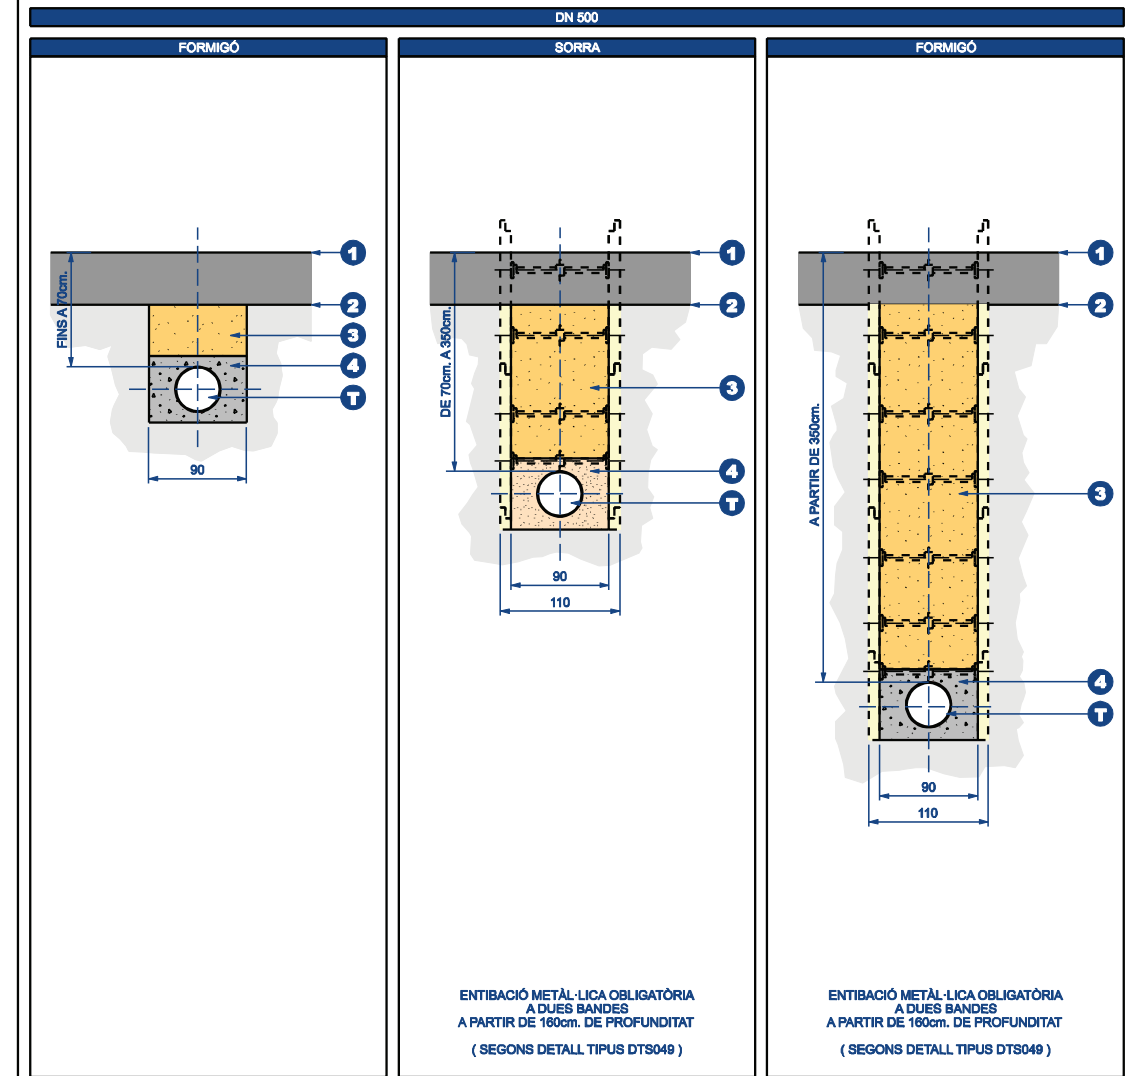 DN 500
FORMIGÓ
1
2
3
4
T
FINS A 70cm.
90
SORRA
1
2
3
4
T
DE 70cm. A 350cm.
90
110
ENTIBACIÓ METÀL·LICA OBLIGATÒRIA
A DUES BANDES
A PARTIR DE 160cm. DE PROFUNDITAT
( SEGONS DETALL TIPUS DTS049 )
FORMIGÓ
1
2
3
4
T
A PARTIR DE 350cm.
90
110
ENTIBACIÓ METÀL·LICA OBLIGATÒRIA
A DUES BANDES
A PARTIR DE 160cm. DE PROFUNDITAT
( SEGONS DETALL TIPUS DTS049 )